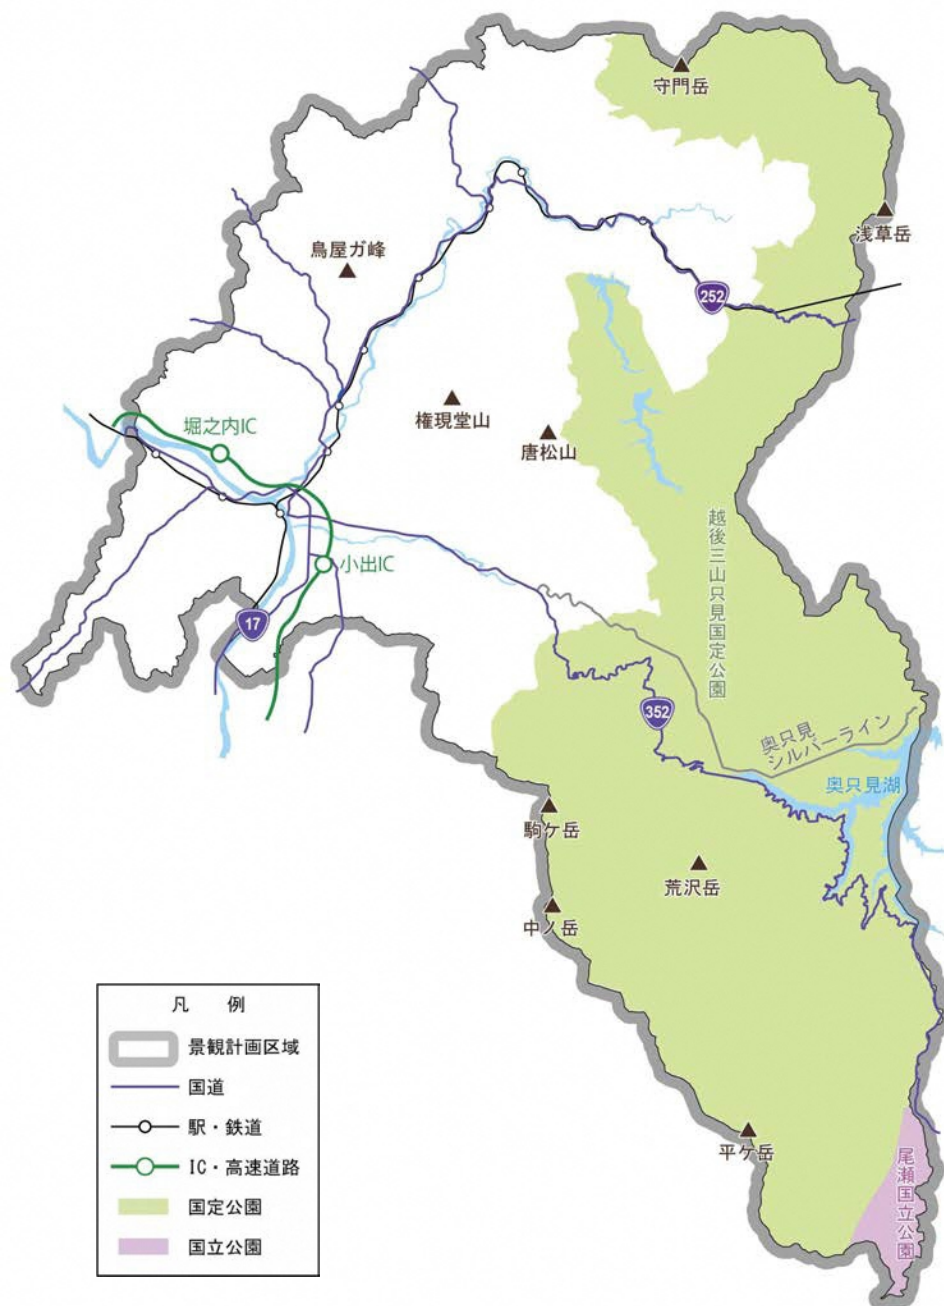 守門岳
浅草岳
鳥屋ガ峰
252
権現堂山
唐松山
堀之内IC
小出IC
17
越後三山只見国定公園
352
奥只見
シルバーライン
奥只見湖
駒ケ岳
荒沢岳
中ノ岳
平ケ岳
尾瀬国立公園
凡 例
景観計画区域
国道
駅・鉄道
IC・高速道路
国定公園
国立公園